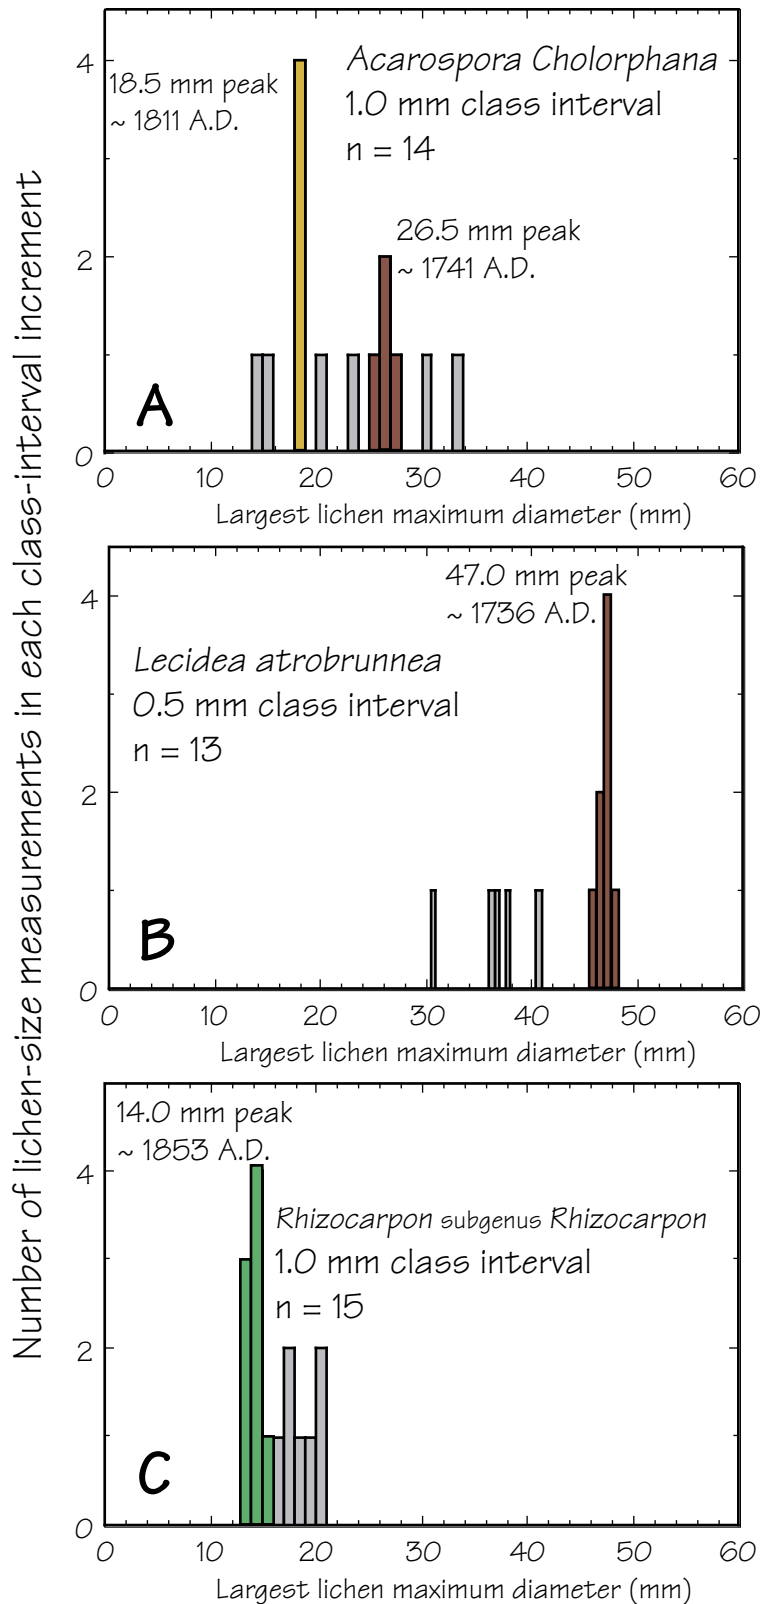 Number of lichen-size measurements in each class-interval increment
4
2
0
18.5 mm peak
~ 1811 A.D.
Acarospora Cholorphana
1.0 mm class interval
n = 14
26.5 mm peak
~ 1741 A.D.
A
0 10 20 30 40 50 60
Largest lichen maximum diameter (mm)
4
2
0
47.0 mm peak
~ 1736 A.D.
Lecidea atrobrunnea
0.5 mm class interval
n = 13
B
0 10 20 30 40 50 60
Largest lichen maximum diameter (mm)
4
2
0
14.0 mm peak
~ 1853 A.D.
Rhizocarpon subgenus Rhizocarpon
1.0 mm class interval
n = 15
C
0 10 20 30 40 50 60
Largest lichen maximum diameter (mm)